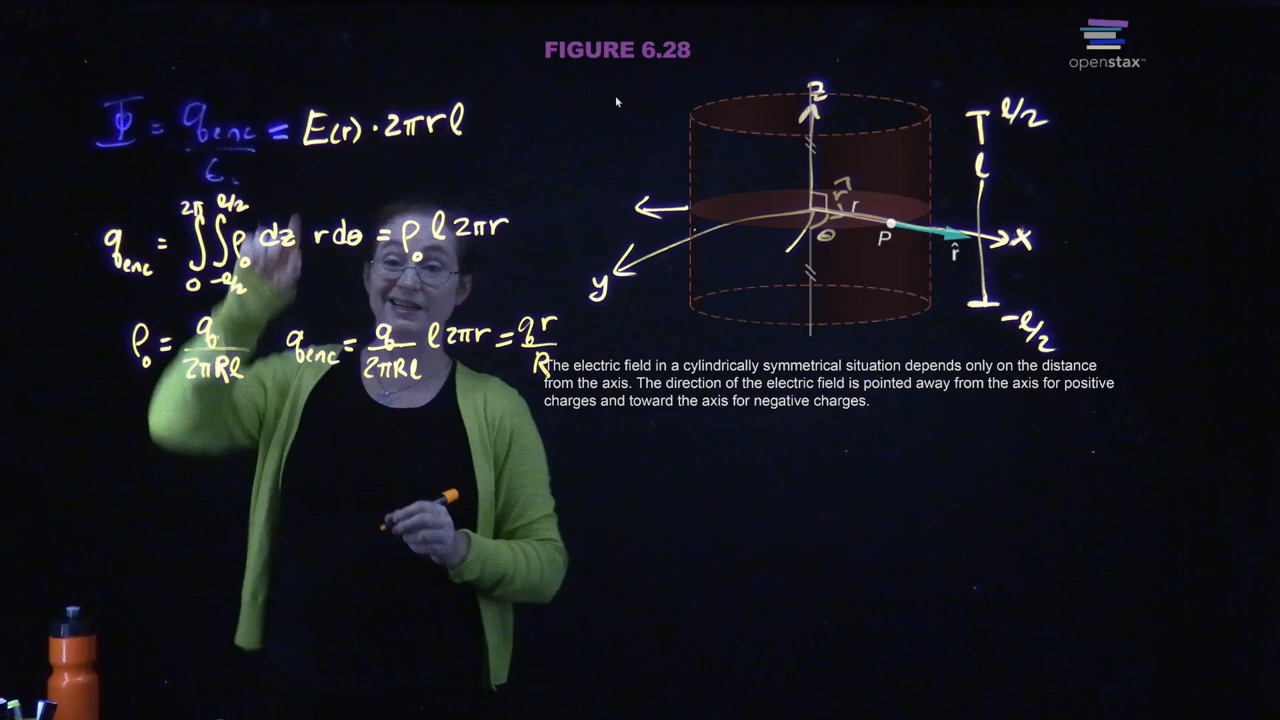 FIGURE 6.28
openstax™
Φ = q_enc / ε₀ = E(r) · 2πrl
q_enc = ∫₀^2π ∫_-l/2^l/2 ρ₀ dz r dθ = ρ₀ l 2πr
ρ₀ = q / 2πRl   q_enc = q / 2πRl l 2πr = q r / R
z
l/2
l
r̂
r
θ
P
r̂
x
y
-l/2
The electric field in a cylindrically symmetrical situation depends only on the distance
from the axis. The direction of the electric field is pointed away from the axis for positive
charges and toward the axis for negative charges.